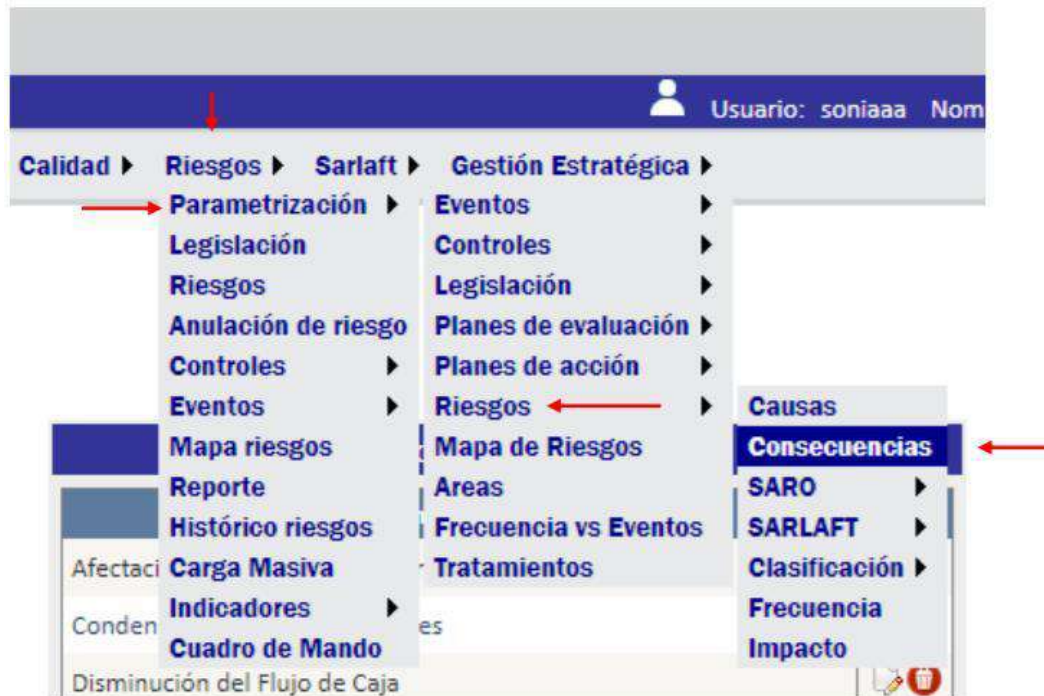 Usuario: soniaaa Nom
Calidad Riesgos Sarlaft Gestión Estratégica
Parametrización Eventos
Legislación Controles
Riesgos Legislación
Anulación de riesgo Planes de evaluación
Controles Planes de acción
Eventos Riesgos Causas
Mapa riesgos Mapa de Riesgos Consecuencias
Reporte Areas SARO
Histórico riesgos Frecuencia vs Eventos SARLAFT
Afectaci Carga Masiva r Tratamientos Clasificación
Conden Indicadores es Frecuencia
Cuadro de Mando Impacto
Disminución del Flujo de Caja